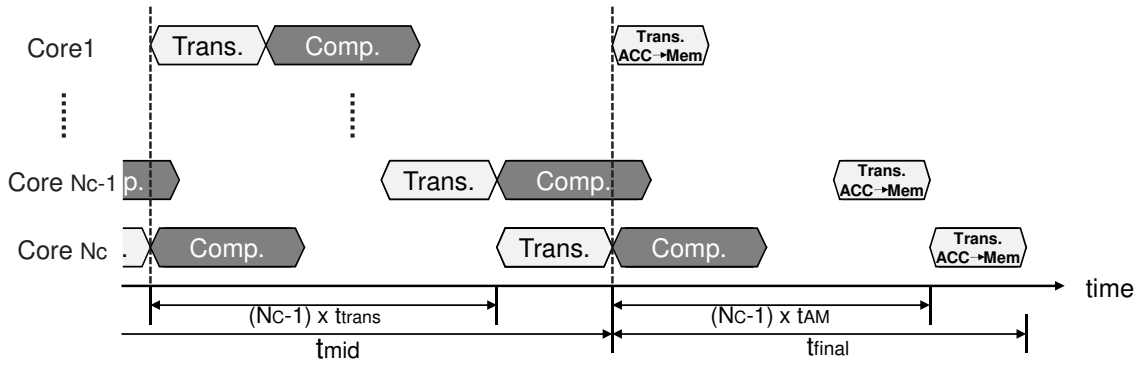 Core1
Trans.
Comp.
Trans.
ACC→Mem
Core Nc-1
p.
Trans.
Comp.
Trans.
ACC→Mem
Core Nc
.
Comp.
Trans.
Comp.
Trans.
ACC→Mem
time
(Nc-1) x ttrans
(Nc-1) x tAM
tmid
tfinal